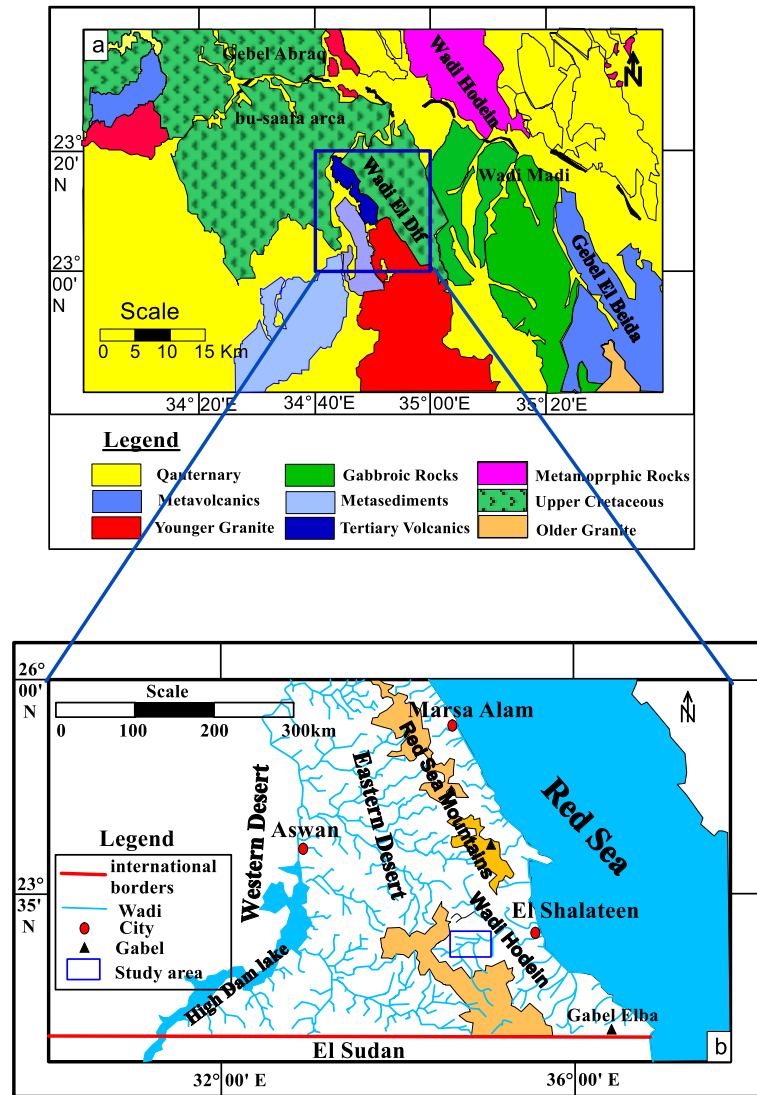 a
Gebel Abraq
Wadi Hodein
N
bu-saafa arca
23°
20'
N
Wadi Madi
Wadi El Dif
Gebel El Beida
23°
00'
N
Scale
0 5 10 15 Km
34°20'E
34°40'E
35°00'E
35°20'E
Legend
Qauternary
Gabbroic Rocks
Metamoprphic Rocks
Metavolcanics
Metasediments
Upper Cretaceous
Younger Granite
Tertiary Volcanics
Older Granite
26°
00'
N
Scale
0 100 200 300km
N
Marsa Alam
Red Sea Mountains
Red Sea
Eastern Desert
Western Desert
Aswan
Legend
international
borders
Wadi
City
Gabel
Study area
23°
35'
N
El Shalateen
Wadi Hodein
High Dam lake
Gabel Elba
El Sudan
b
32°00' E
36°00' E